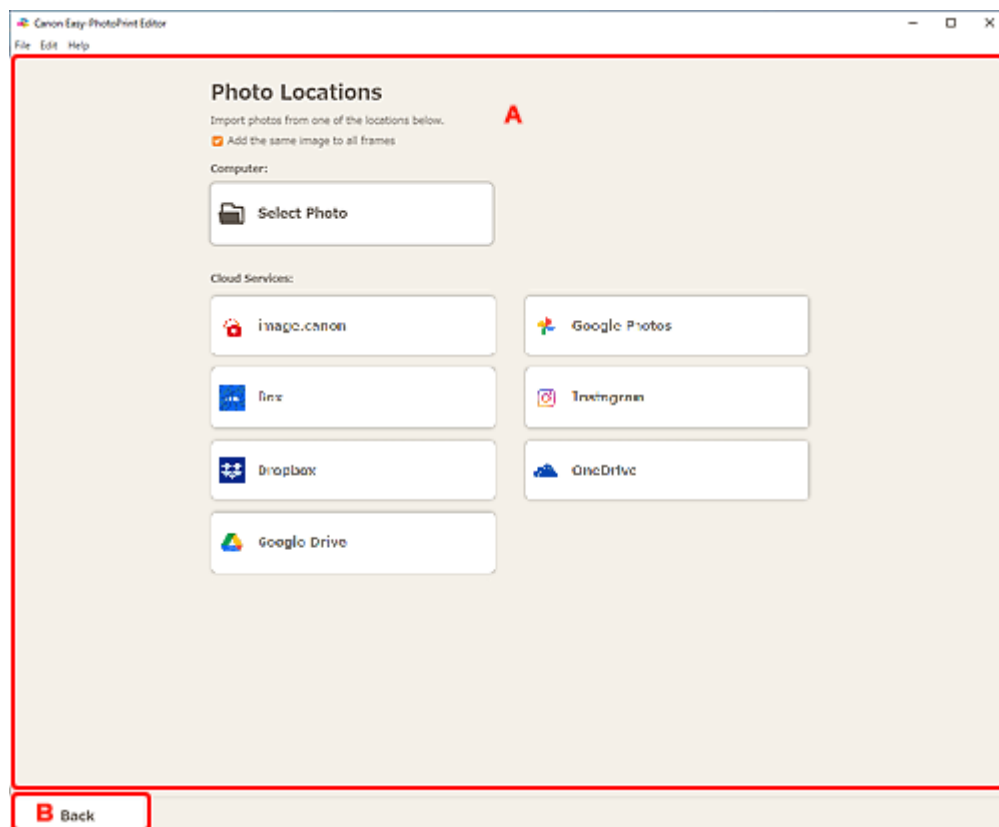 Canon Easy-PhotoPrint Editor
File Edit Help
Photo Locations
A
Import photos from one of the locations below.
Add the same image to all frames
Computer:
Select Photo
Cloud Services:
image.canon
Google Photos
Box
Instagram
Dropbox
OneDrive
Google Drive
B Back